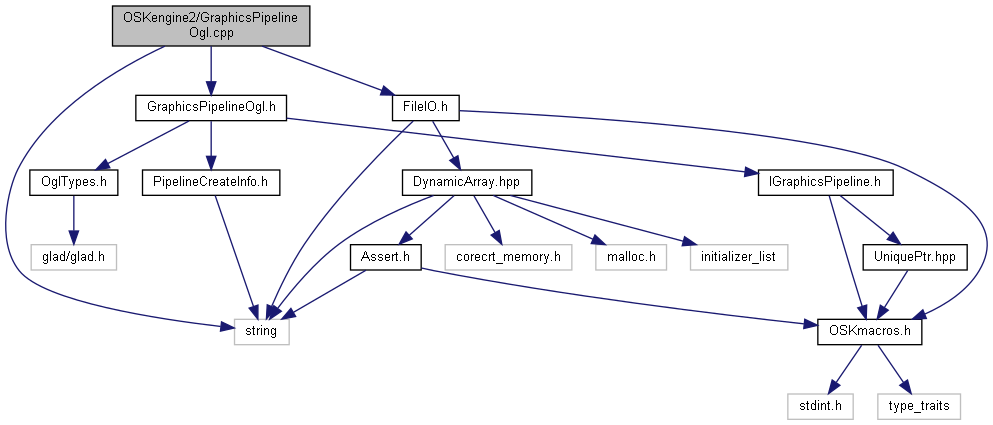 OSKengine2/GraphicsPipeline
Ogl.cpp
GraphicsPipelineOgl.h
FileIO.h
OglTypes.h
PipelineCreateInfo.h
DynamicArray.hpp
IGraphicsPipeline.h
glad/glad.h
Assert.h
corecrt_memory.h
malloc.h
initializer_list
UniquePtr.hpp
string
OSKmacros.h
stdint.h
type_traits